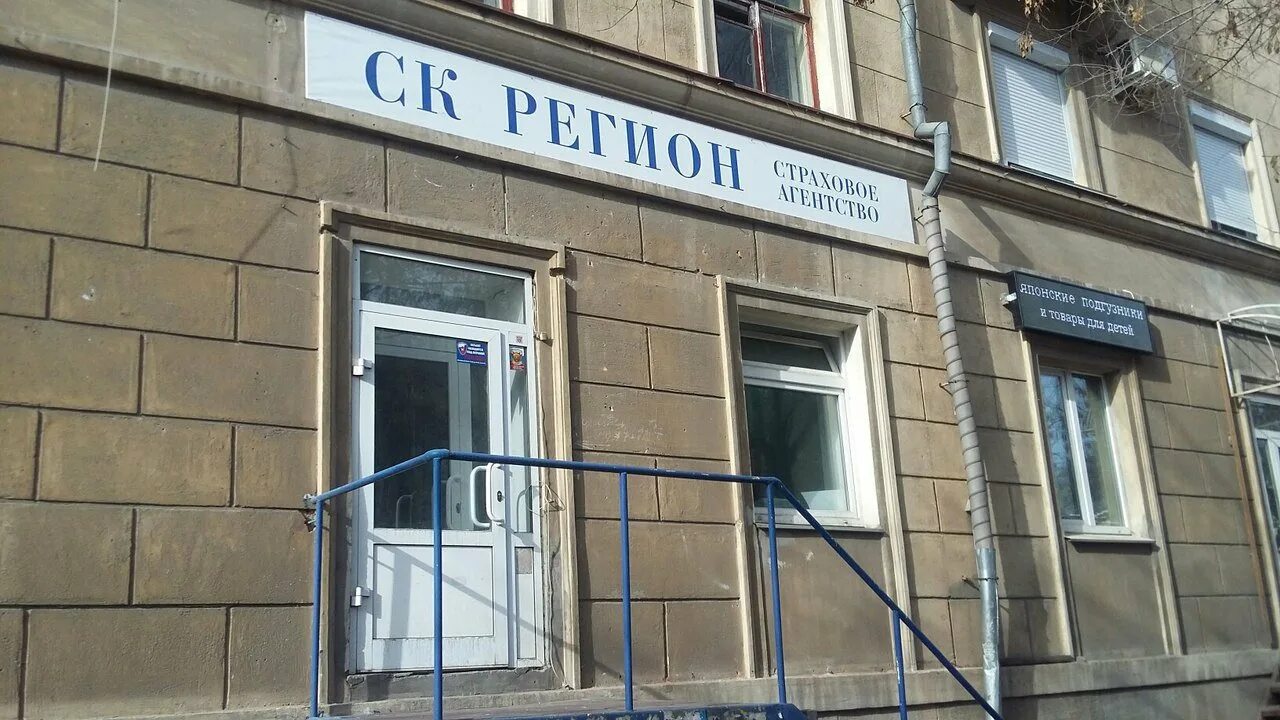 СК РЕГИОН
СТРАХОВОЕ
АГЕНТСТВО
ЯПОНСКИЕ ПОДГУЗНИКИ
И ТОВАРЫ ДЛЯ ДЕТЕЙ